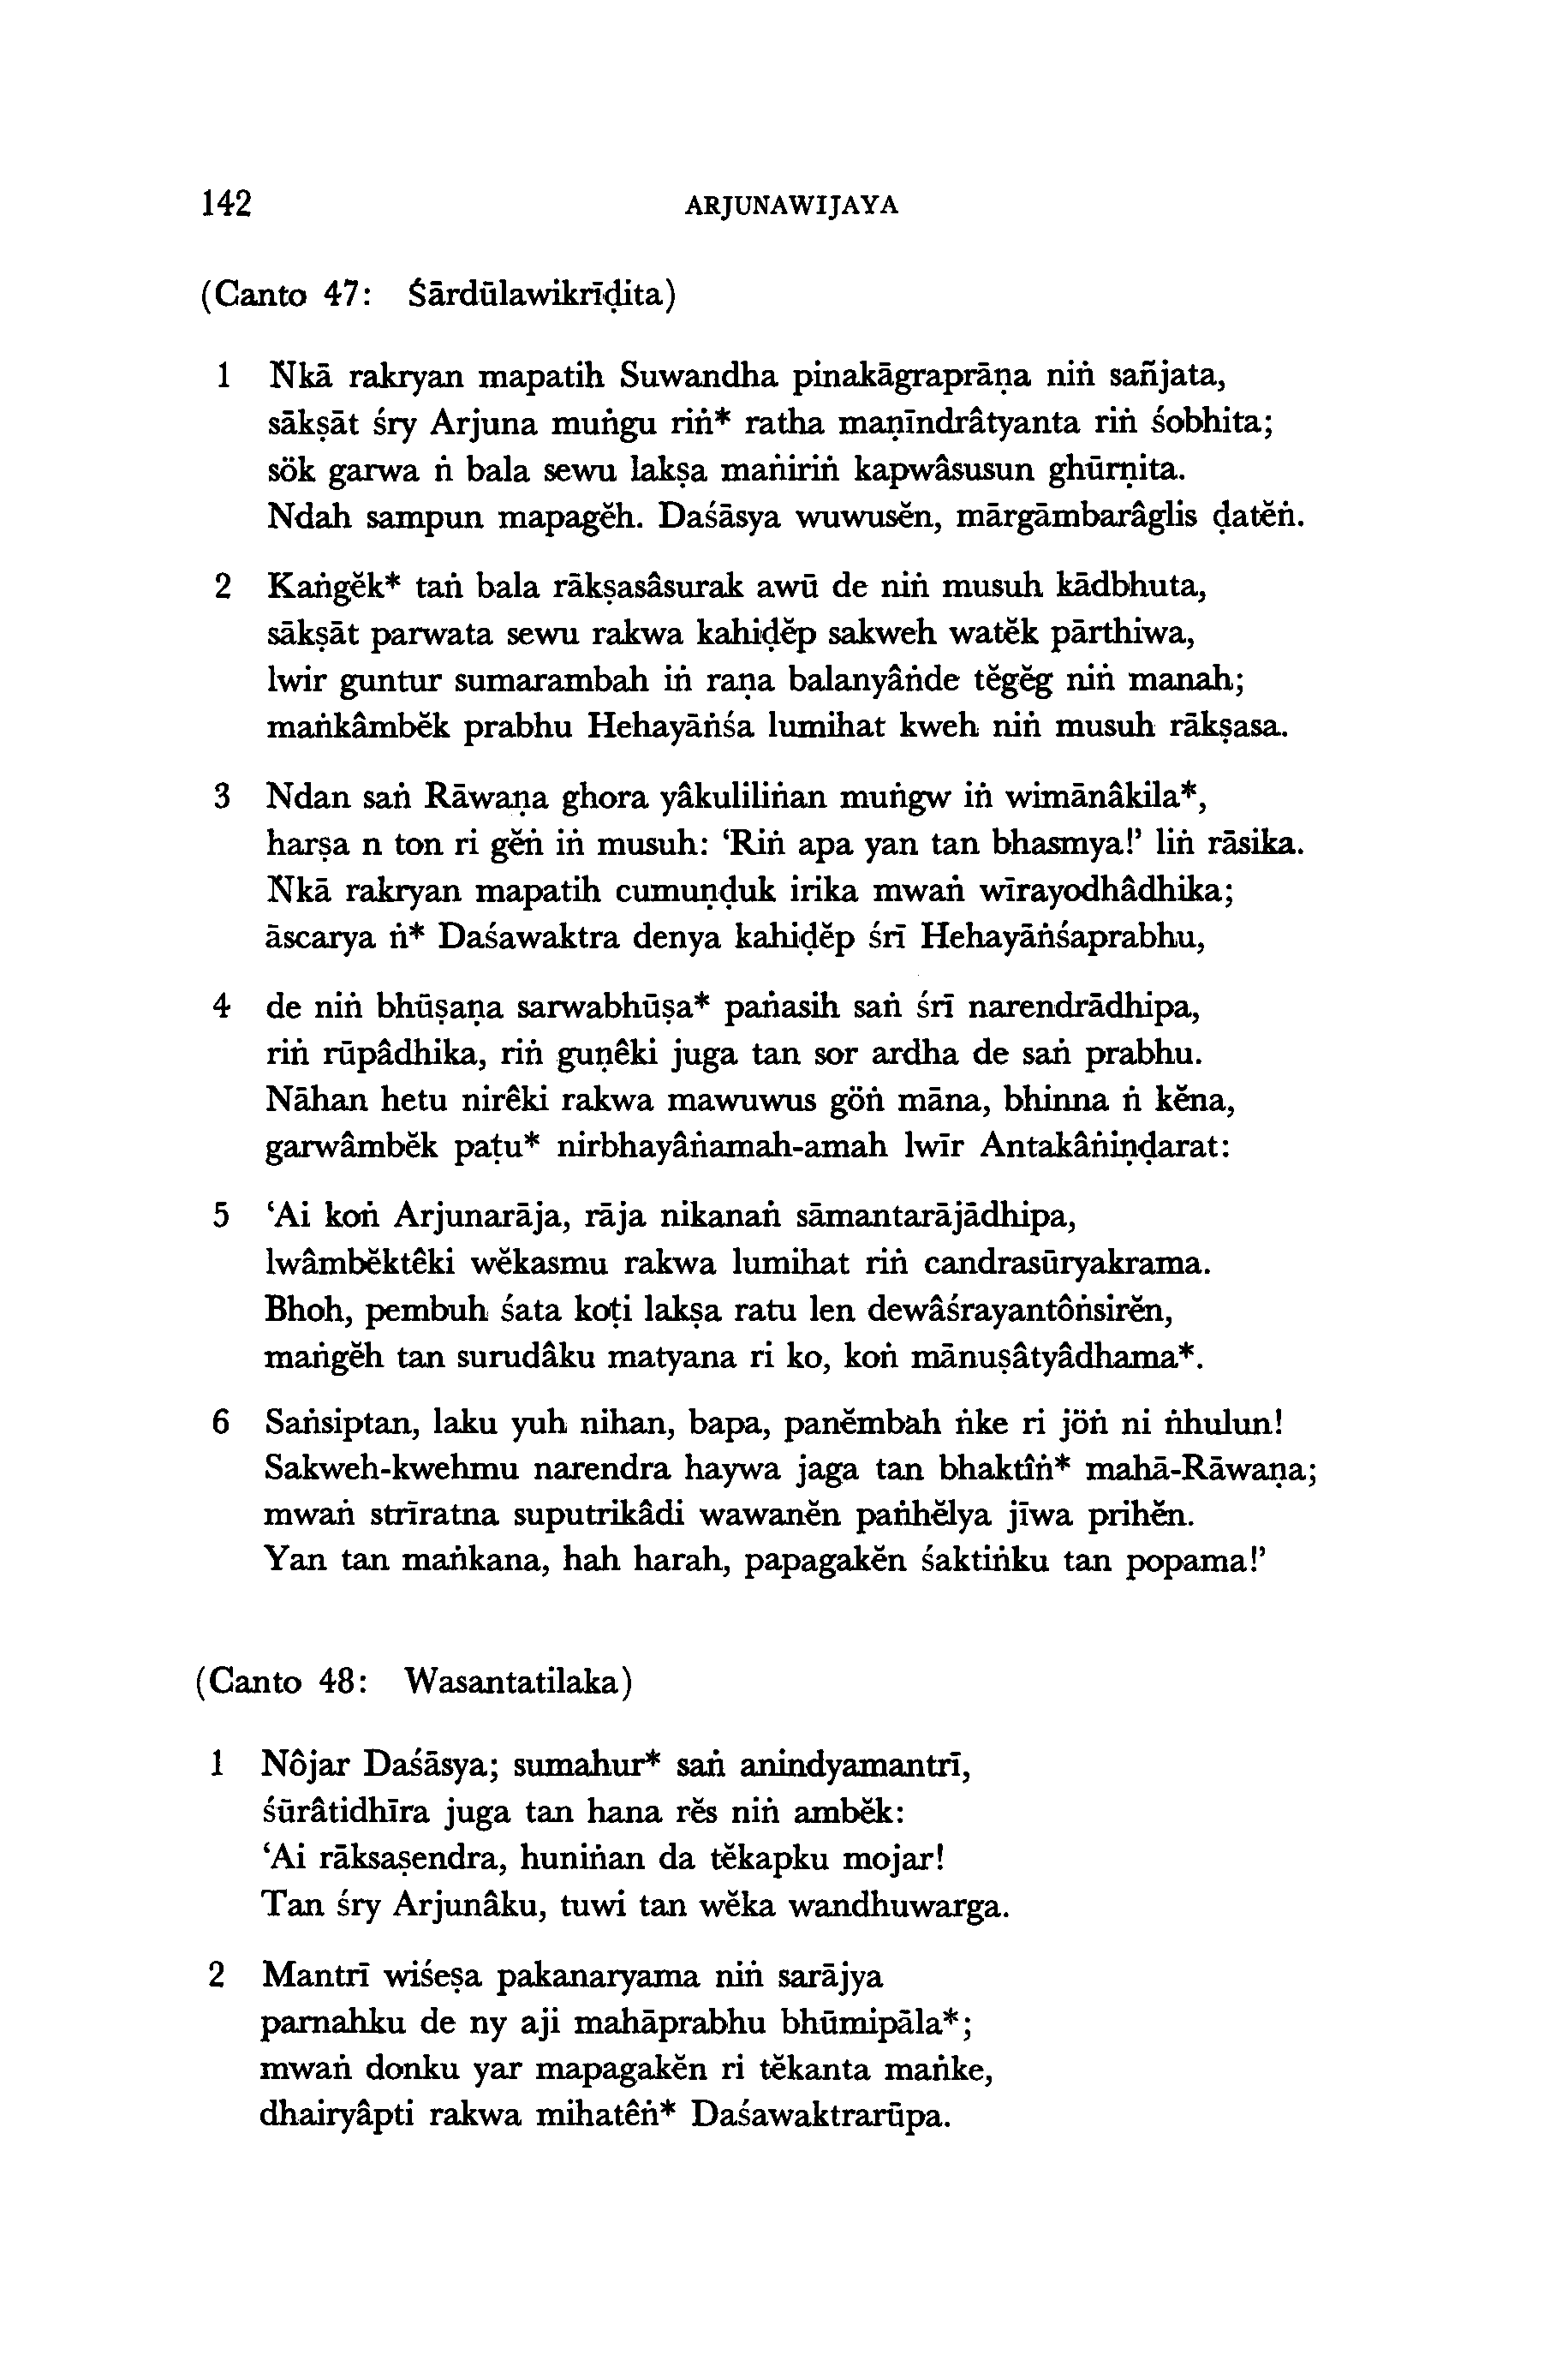 142 ARJUNAWIJAYA
(Canto 47: Śārdūlawikrīḍita)
1 Ṅkā rakryan mapatih Suwandha pinakāgraprāṇa niṅ sañjata,
sākṣāt śry Arjuna muṅgu riṅ* ratha maṇīndrâtyanta riṅ śobhita;
sök garwa ṅ bala sewu lakṣa maṅiriṅ kapwâsusun ghūrṇita.
Ndah sampun mapagĕh. Daśāsya wuwusĕn, mārgāmbarâglis ḍatĕṅ.
2 Kaṅgĕk* taṅ bala rākṣasâsurak awū de niṅ musuh kādbhuta,
sākṣāt parwata sewu rakwa kahiḍĕp sakweh watĕk pārthiwa,
lwir guntur sumarambah iṅ raṇa balanyâṅde tĕgĕg niṅ manah;
maṅkâmbĕk prabhu Hehayāṅśa lumihat kweh niṅ musuh rākṣasa.
3 Ndan saṅ Rāwaṇa ghora yâkuliliṅan muṅgw iṅ wimānâkila*,
harṣa n ton ri gĕṅ iṅ musuh: ‘Riṅ apa yan tan bhasmya!’ liṅ rāsika.
Ṅkā rakryan mapatih cumuṇḍuk irika mwaṅ wīrayodhâdhika;
āscarya ṅ* Daśawaktra denya kahiḍĕp śrī Hehayāṅśaprabhu,
4 de niṅ bhūṣaṇa sarwabhūṣa* paṅasih saṅ śrī narendrādhipa,
riṅ rūpâdhika, riṅ guṇêki juga tan sor ardha de saṅ prabhu.
Nāhan hetu nirêki rakwa mawuwus göṅ māna, bhinna ṅ kĕna,
garwâmbĕk paṭu* nirbhayâṅamah-amah lwīr Antakâṅiṇḍarat:
5 ‘Ai koṅ Arjunarāja, rāja nikanaṅ sāmantarājādhipa,
lwâmbĕktêki wĕkasmu rakwa lumihat riṅ candrasūryakrama.
Bhoh, pembuh śata koṭi lakṣa ratu len dewâśrayantôṅsirĕn,
maṅgĕh tan surudâku matyana ri ko, koṅ mānuṣâtyâdhama*.
6 Saṅsiptan, laku yuh nihan, bapa, panĕmbah ṅke ri jöṅ ni ṅhulun!
Sakweh-kwehmu narendra haywa jaga tan bhaktîṅ* mahā-Rāwaṇa;
mwaṅ strīratna suputrikâdi wawanĕn paṅhĕlya jīwa prihĕn.
Yan tan maṅkana, hah harah, papagakĕn śaktiṅku tan popama!’
(Canto 48: Wasantatilaka)
1 Nôjar Daśāsya; sumahur* saṅ anindyamantrī,
śūrâtidhīra juga tan hana rĕs niṅ ambĕk:
‘Ai rāksaṣendra, huniṅan da tĕkapku mojar!
Tan śry Arjunâku, tuwi tan wĕka wandhuwarga.
2 Mantrī wiśeṣa pakanaryama niṅ sarājya
parnahku de ny aji mahāprabhu bhūmipāla*;
mwaṅ donku yar mapagakĕn ri tĕkanta maṅke,
dhairyâpti rakwa mihatêṅ* Daśawaktrarūpa.